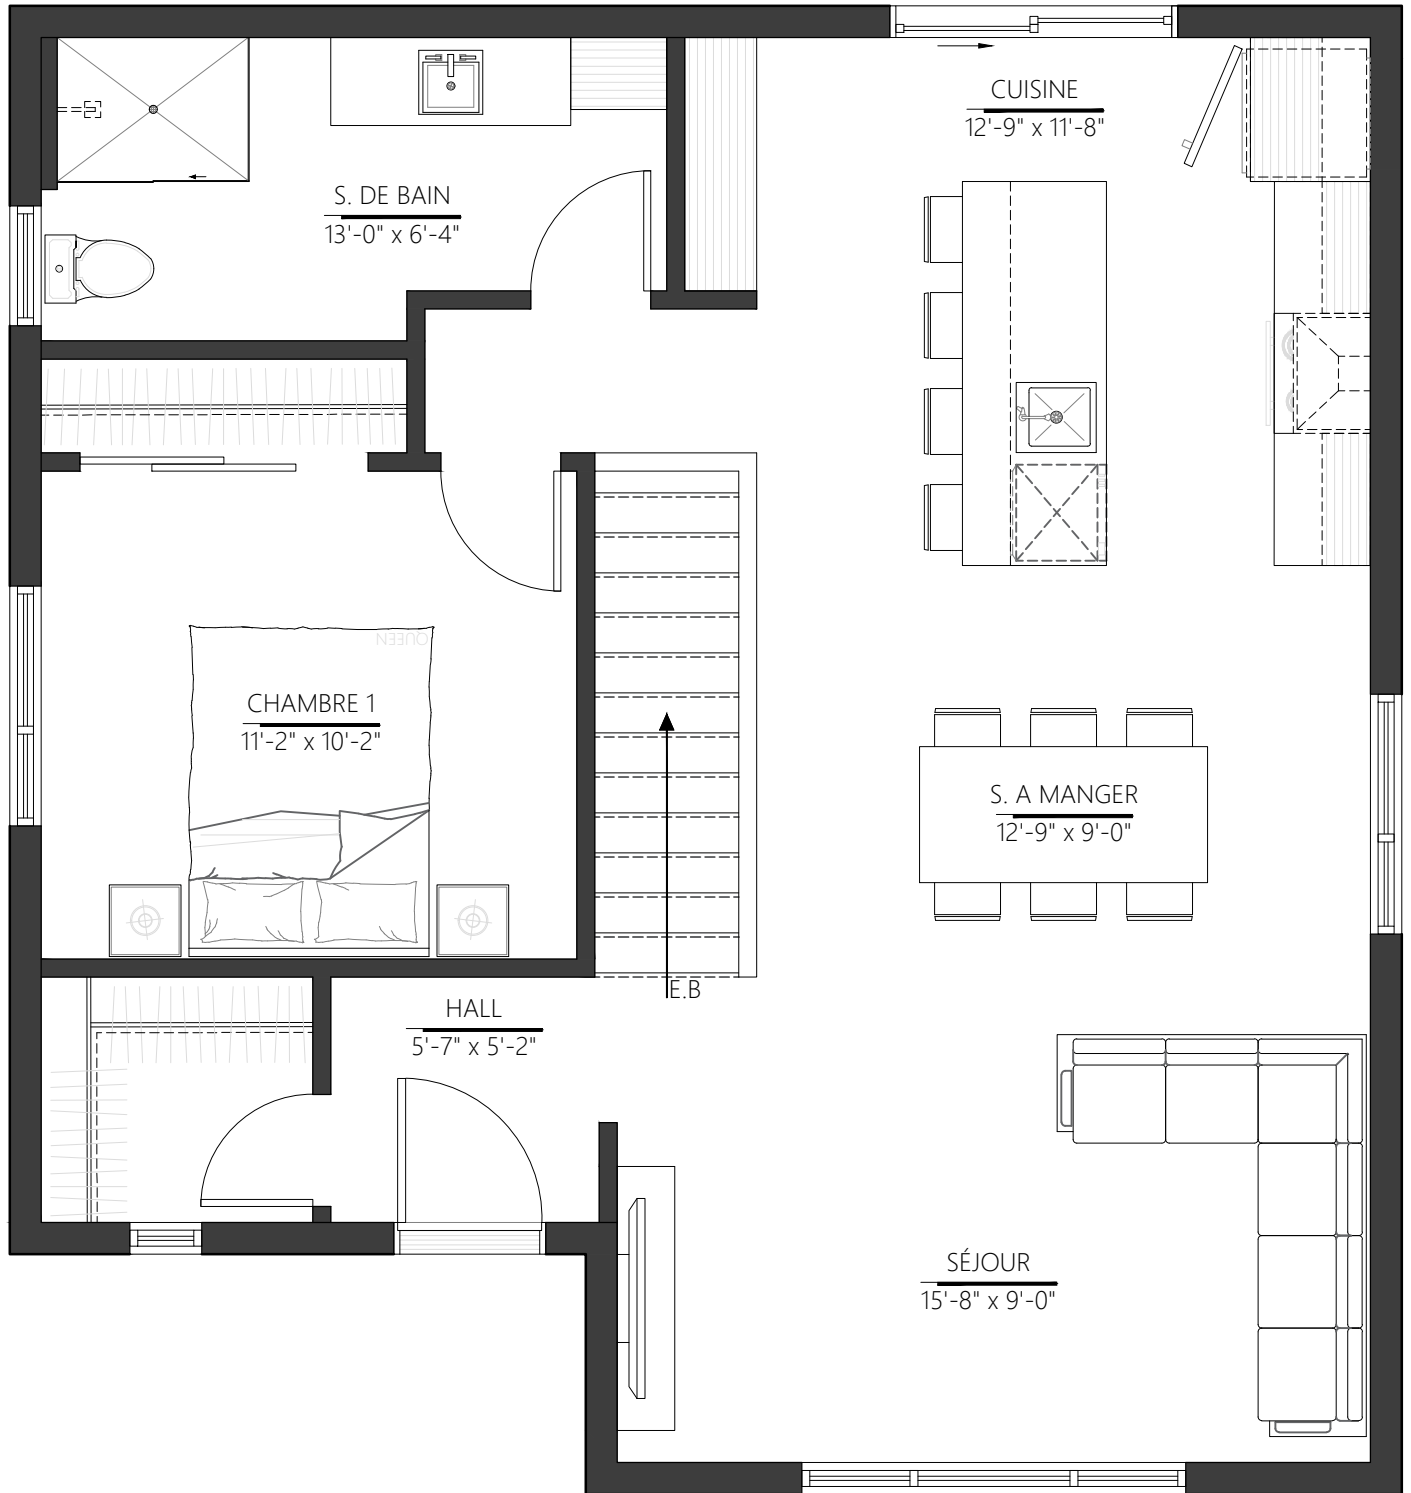 CUISINE
12'-9" x 11'-8"
S. DE BAIN
13'-0" x 6'-4"
QUEEN
CHAMBRE 1
11'-2" x 10'-2"
S. A MANGER
12'-9" x 9'-0"
E.B
HALL
5'-7" x 5'-2"
SÉJOUR
15'-8" x 9'-0"